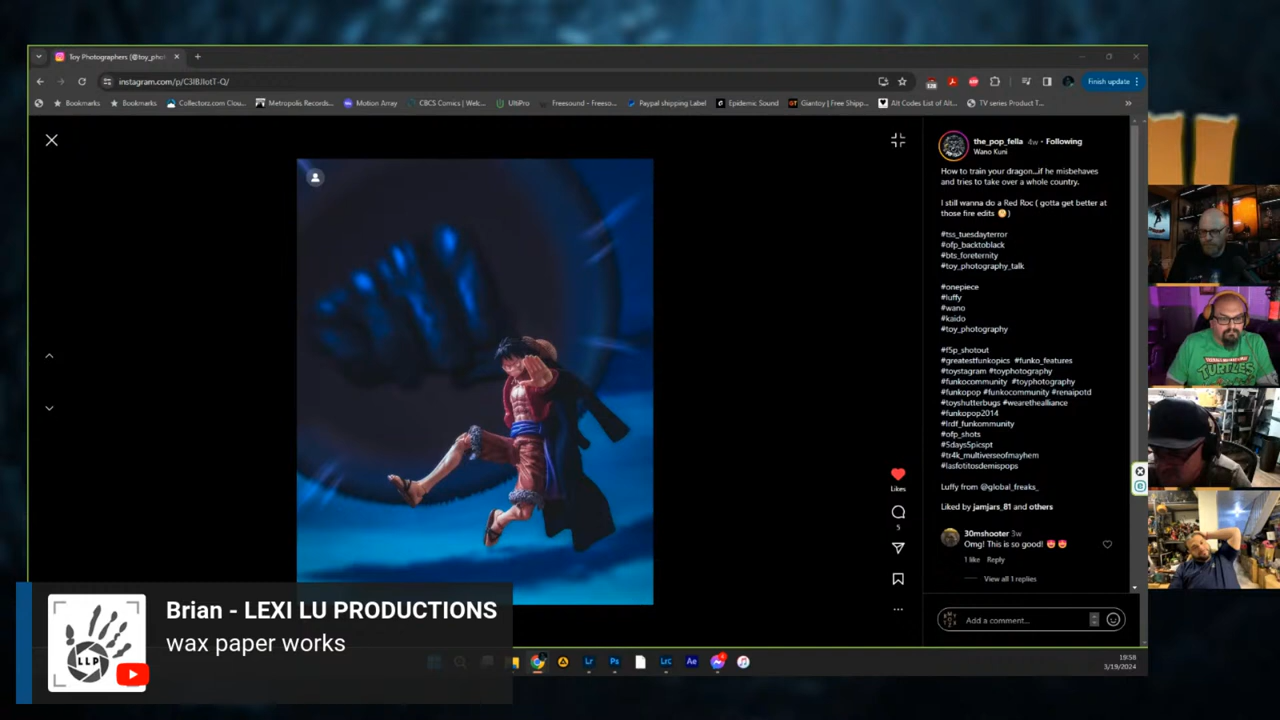 Toy Photographers (@toy_phot
Finish update
instagram.com/p/C3IBJIotT-Q/
Bookmarks
Bookmarks
Collectorz.com Clou...
Metropolis Records...
Motion Array
CBCS Comics | Welc...
UltiPro
Freesound - Freeso...
Paypal shipping Label
Epidemic Sound
Giantoy | Free Shipp...
Alt Codes List of Alt...
TV series Product T...
the_pop_fella 4w • Following
Wano Kuni
How to train your dragon...if he misbehaves
and tries to take over a whole country.
I still wanna do a Red Roc ( gotta get better at
those fire edits 😅)
#tss_tuesdayterror
#ofp_backtoblack
#bts_foreternity
#toy_photography_talk
#onepiece
#luffy
#wano
#kaido
#toy_photography
#f5p_shotout
#greatestfunkopics #funko_features
#toystagram #toyphotography
#funkocommunity #toyphotography
#funkopop #funkocommunity #renaipotd
#toyshutterbugs #wearethealliance
#funkopop2014
#lrdf_funkommunity
#ofp_shots
#5days5picspt
#tr4k_multiverseofmayhem
#lasfotitosdemispops
Luffy from @global_freaks_
Liked by jamjars_81 and others
30mshooter 3w
Omg! This is so good! 😍 😍
1 like Reply
View all 1 replies
Likes
5
Add a comment...
TURTLES
Brian - LEXI LU PRODUCTIONS
wax paper works
LLP
Lr
Ps
LrC
Ae
19:58
3/19/2024